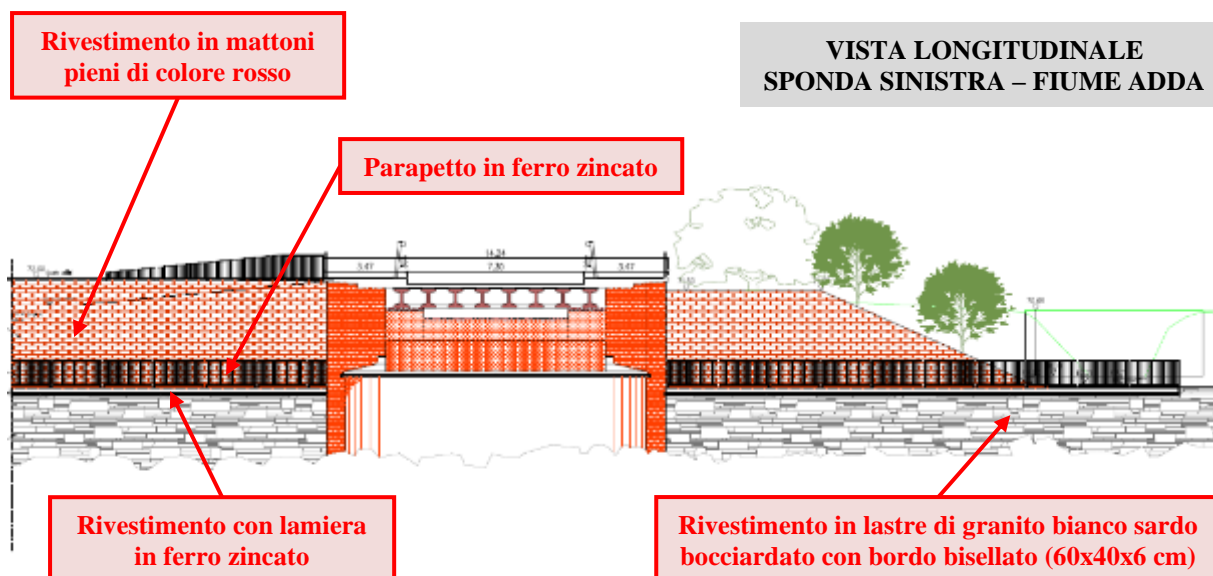 Rivestimento in mattoni
pieni di colore rosso
VISTA LONGITUDINALE
SPONDA SINISTRA – FIUME ADDA
Parapetto in ferro zincato
14,24
3,47
7,30
3,47
Rivestimento con lamiera
in ferro zincato
Rivestimento in lastre di granito bianco sardo
bocciardato con bordo bisellato (60x40x6 cm)